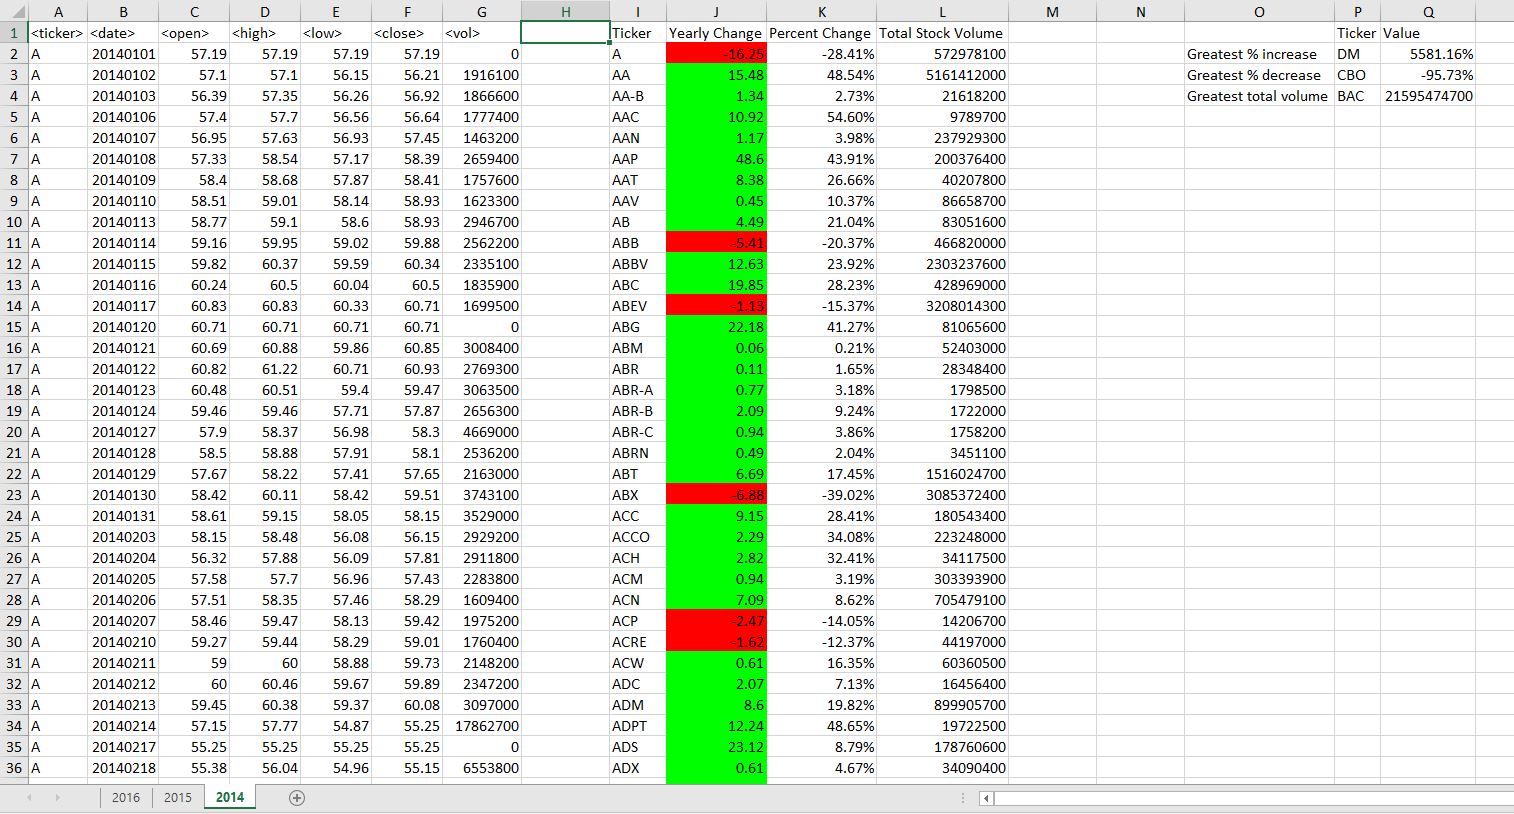 A B C D E F G H I J K L M N O P Q
1 <ticker> <date> <open> <high> <low> <close> <vol> Ticker Yearly Change Percent Change Total Stock Volume Ticker Value
2 A 20140101 57.19 57.19 57.19 57.19 0 A -16.25 -28.41% 572978100 Greatest % increase DM 5581.16%
3 A 20140102 57.1 57.1 56.15 56.21 1916100 AA 15.48 48.54% 5161412000 Greatest % decrease CBO -95.73%
4 A 20140103 56.39 57.35 56.26 56.92 1866600 AA-B 1.34 2.73% 21618200 Greatest total volume BAC 21595474700
5 A 20140106 57.4 57.7 56.56 56.64 1777400 AAC 10.92 54.60% 9789700
6 A 20140107 56.95 57.63 56.93 57.45 1463200 AAN 1.17 3.98% 237929300
7 A 20140108 57.33 58.54 57.17 58.39 2659400 AAP 48.6 43.91% 200376400
8 A 20140109 58.4 58.68 57.87 58.41 1757600 AAT 8.38 26.66% 40207800
9 A 20140110 58.51 59.01 58.14 58.93 1623300 AAV 0.45 10.37% 86658700
10 A 20140113 58.77 59.1 58.6 58.93 2946700 AB 4.49 21.04% 83051600
11 A 20140114 59.16 59.95 59.02 59.88 2562200 ABB -5.41 -20.37% 466820000
12 A 20140115 59.82 60.37 59.59 60.34 2335100 ABBV 12.63 23.92% 2303237600
13 A 20140116 60.24 60.5 60.04 60.5 1835900 ABC 19.85 28.23% 428969000
14 A 20140117 60.83 60.83 60.33 60.71 1699500 ABEV -1.13 -15.37% 3208014300
15 A 20140120 60.71 60.71 60.71 60.71 0 ABG 22.18 41.27% 81065600
16 A 20140121 60.69 60.88 59.86 60.85 3008400 ABM 0.06 0.21% 52403000
17 A 20140122 60.82 61.22 60.71 60.93 2769300 ABR 0.11 1.65% 28348400
18 A 20140123 60.48 60.51 59.4 59.47 3063500 ABR-A 0.77 3.18% 1798500
19 A 20140124 59.46 59.46 57.71 57.87 2656300 ABR-B 2.09 9.24% 1722000
20 A 20140127 57.9 58.37 56.98 58.3 4669000 ABR-C 0.94 3.86% 1758200
21 A 20140128 58.5 58.88 57.91 58.1 2536200 ABRN 0.49 2.04% 3451100
22 A 20140129 57.67 58.22 57.41 57.65 2163000 ABT 6.69 17.45% 1516024700
23 A 20140130 58.42 60.11 58.42 59.51 3743100 ABX -6.88 -39.02% 3085372400
24 A 20140131 58.61 59.15 58.05 58.15 3529000 ACC 9.15 28.41% 180543400
25 A 20140203 58.15 58.48 56.08 56.15 2929200 ACCO 2.29 34.08% 223248000
26 A 20140204 56.32 57.88 56.09 57.81 2911800 ACH 2.82 32.41% 34117500
27 A 20140205 57.58 57.7 56.96 57.43 2283800 ACM 0.94 3.19% 303393900
28 A 20140206 57.51 58.35 57.46 58.29 1609400 ACN 7.09 8.62% 705479100
29 A 20140207 58.46 59.47 58.13 59.42 1975200 ACP -2.47 -14.05% 14206700
30 A 20140210 59.27 59.44 58.29 59.01 1760400 ACRE -1.62 -12.37% 44197000
31 A 20140211 59 60 58.88 59.73 2148200 ACW 0.61 16.35% 60360500
32 A 20140212 60 60.46 59.67 59.89 2347200 ADC 2.07 7.13% 16456400
33 A 20140213 59.45 60.38 59.37 60.08 3097000 ADM 8.6 19.82% 899905700
34 A 20140214 57.15 57.77 54.87 55.25 17862700 ADPT 12.24 48.65% 19722500
35 A 20140217 55.25 55.25 55.25 55.25 0 ADS 23.12 8.79% 178760600
36 A 20140218 55.38 56.04 54.96 55.15 6553800 ADX 0.61 4.67% 34090400
2016 2015 2014